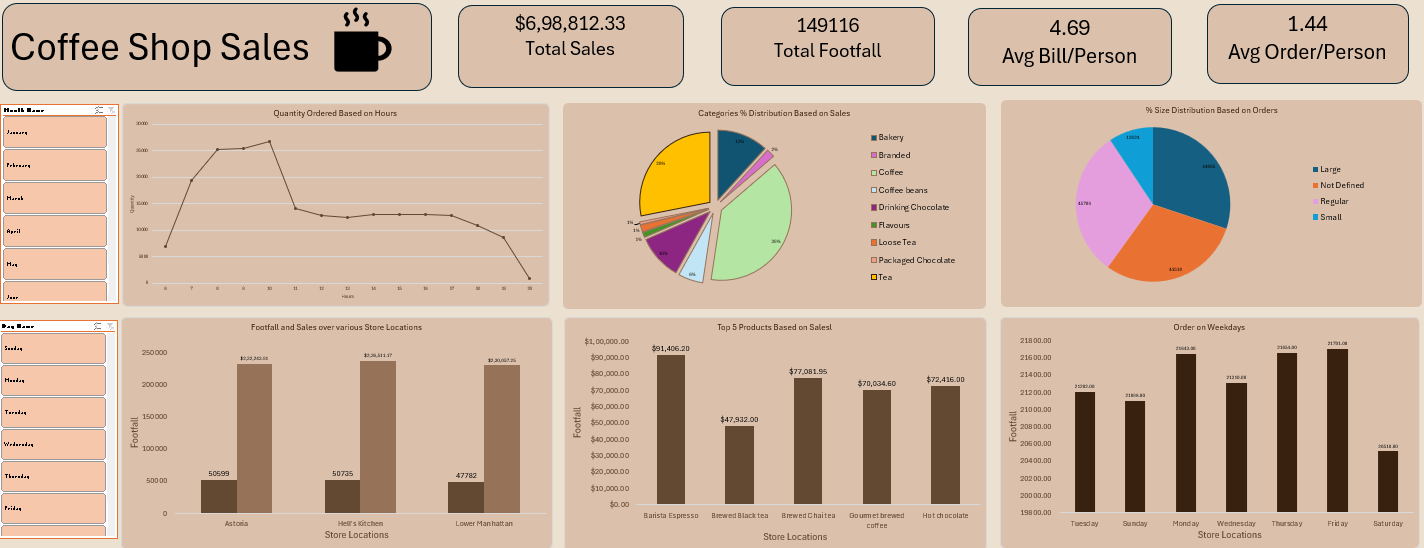 Coffee Shop Sales
$6,98,812.33
Total Sales
149116
Total Footfall
4.69
Avg Bill/Person
1.44
Avg Order/Person
Month Name
January
February
March
April
May
June
Quantity Ordered Based on Hours
Quantity
30000
25000
20000
15000
10000
5000
0
6 7 8 9 10 11 12 13 14 15 16 17 18 19 20
Hours
Categories % Distribution Based on Sales
12%
2%
39%
6%
10%
1%
1%
1%
28%
Bakery
Branded
Coffee
Coffee beans
Drinking Chocolate
Flavours
Loose Tea
Packaged Chocolate
Tea
% Size Distribution Based on Orders
Large
Not Defined
Regular
Small
Day Name
Sunday
Monday
Tuesday
Wednesday
Thursday
Friday
Footfall and Sales over various Store Locations
Footfall
250000
200000
150000
100000
50000
0
50599
50735
$2,36,511.17
47782
$2,30,057.25
Astoria
Hell's Kitchen
Lower Manhattan
Store Locations
Top 5 Products Based on Salesl
Footfall
$1,00,000.00
$90,000.00
$80,000.00
$70,000.00
$60,000.00
$50,000.00
$40,000.00
$30,000.00
$20,000.00
$10,000.00
$0.00
$91,406.20
$47,932.00
$77,081.95
$70,034.60
$72,416.00
Barista Espresso
Brewed Black tea
Brewed Chai tea
Gourmet brewed
coffee
Hot chocolate
Store Locations
Order on Weekdays
Footfall
21800.00
21600.00
21400.00
21200.00
21000.00
20800.00
20600.00
20400.00
20200.00
20000.00
19800.00
21643.00
21654.00
21701.00
20510.00
Tuesday
Sunday
Monday
Wednesday
Thursday
Friday
Saturday
Store Locations